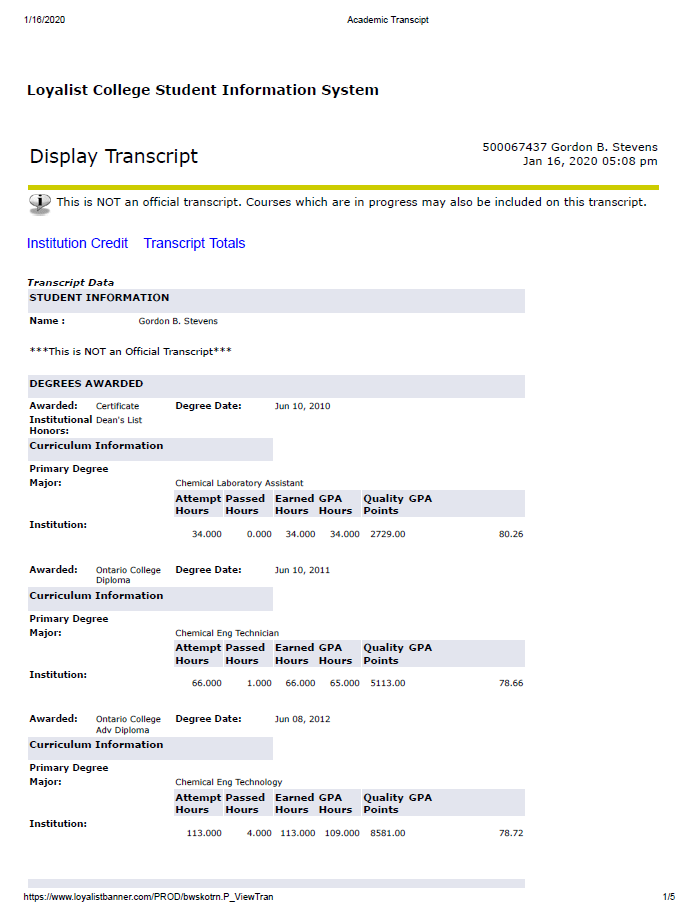 1/16/2020 Academic Transcipt
Loyalist College Student Information System
Display Transcript
500067437 Gordon B. Stevens
Jan 16, 2020 05:08 pm
This is NOT an official transcript. Courses which are in progress may also be included on this transcript.
Institution Credit Transcript Totals
Transcript Data
STUDENT INFORMATION
Name : Gordon B. Stevens
***This is NOT an Official Transcript***
DEGREES AWARDED
Awarded: Certificate Degree Date: Jun 10, 2010
Institutional Dean's List
Honors:
Curriculum Information
Primary Degree
Major: Chemical Laboratory Assistant
Attempt Passed Earned GPA Quality GPA
Hours Hours Hours Hours Points
Institution:
34.000 0.000 34.000 34.000 2729.00 80.26
Awarded: Ontario College Degree Date: Jun 10, 2011
Diploma
Curriculum Information
Primary Degree
Major: Chemical Eng Technician
Attempt Passed Earned GPA Quality GPA
Hours Hours Hours Hours Points
Institution:
66.000 1.000 66.000 65.000 5113.00 78.66
Awarded: Ontario College Degree Date: Jun 08, 2012
Adv Diploma
Curriculum Information
Primary Degree
Major: Chemical Eng Technology
Attempt Passed Earned GPA Quality GPA
Hours Hours Hours Hours Points
Institution:
113.000 4.000 113.000 109.000 8581.00 78.72
https://www.loyalistbanner.com/PROD/bwskotrn.P_ViewTran 1/5